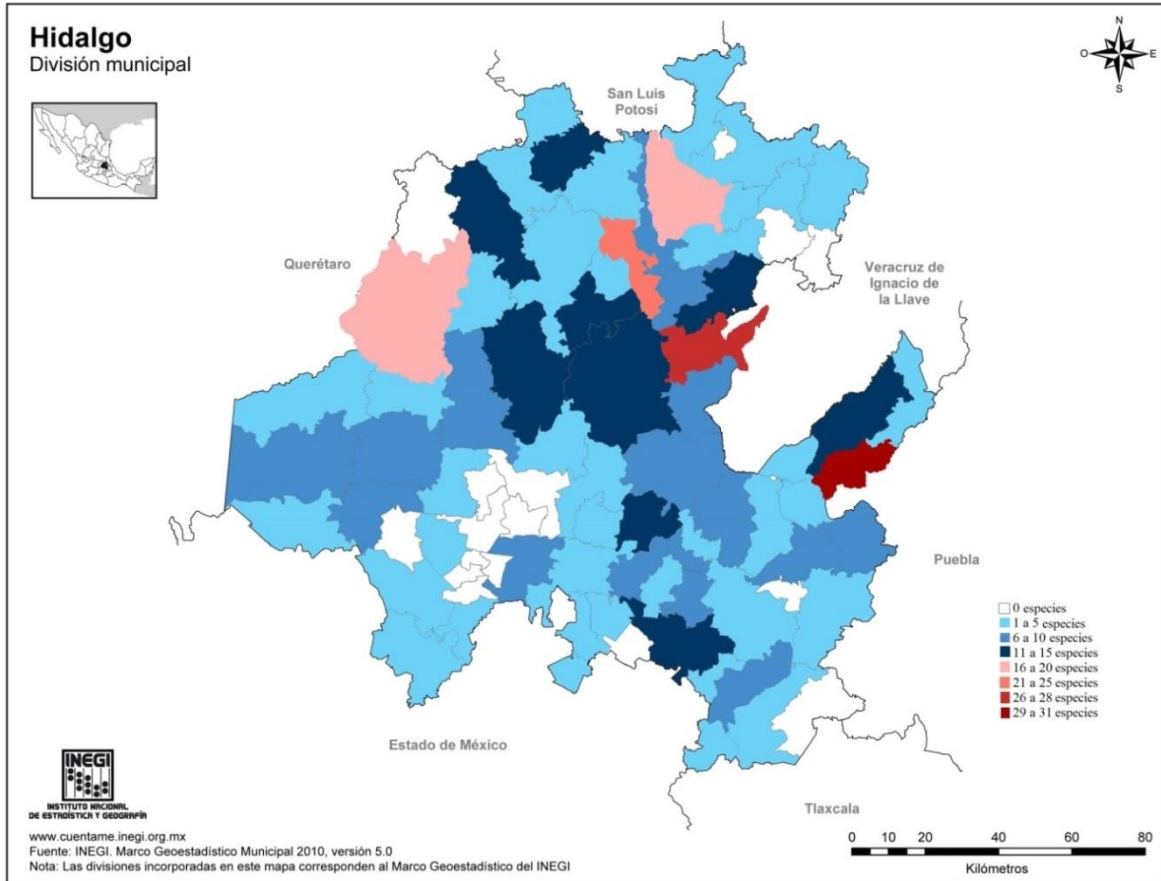 Hidalgo
División municipal
N
O
E
S
San Luis
Potosí
Querétaro
Veracruz de
Ignacio de
la Llave
Puebla
0 especies
1 a 5 especies
6 a 10 especies
11 a 15 especies
16 a 20 especies
21 a 25 especies
26 a 28 especies
29 a 31 especies
Estado de México
Tlaxcala
INEGI
INSTITUTO NACIONAL
DE ESTADÍSTICA Y GEOGRAFÍA
www.cuentame.inegi.org.mx
Fuente: INEGI. Marco Geoestadístico Municipal 2010, versión 5.0
Nota: Las divisiones incorporadas en este mapa corresponden al Marco Geoestadístico del INEGI
0 10 20 40 60 80
Kilómetros